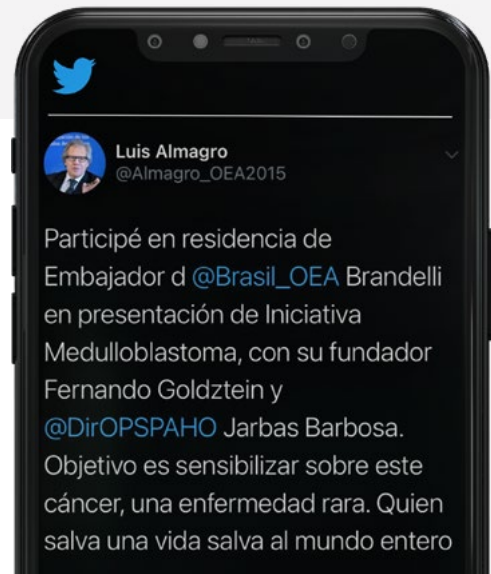 Luis Almagro
@Almagro_OEA2015
Participé en residencia de
Embajador d @Brasil_OEA Brandelli
en presentación de Iniciativa
Medulloblastoma, con su fundador
Fernando Goldztein y
@DirOPSPAHO Jarbas Barbosa.
Objetivo es sensibilizar sobre este
cáncer, una enfermedad rara. Quien
salva una vida salva al mundo entero